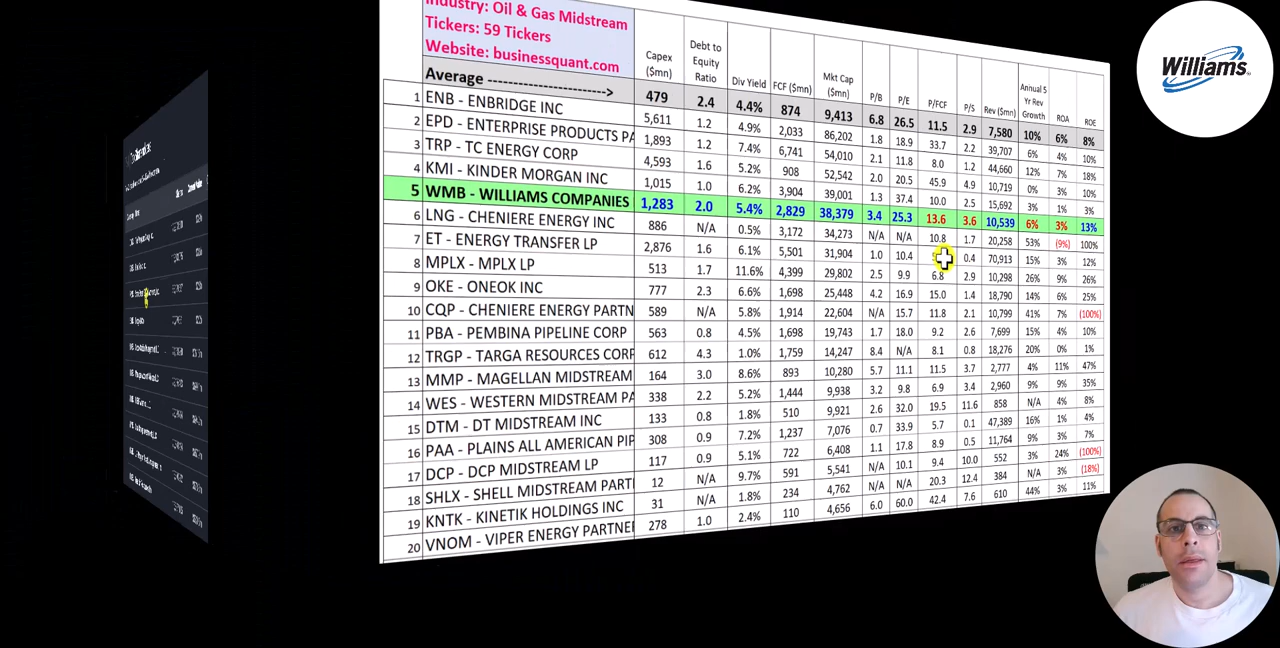 Williams
Industry: Oil & Gas Midstream
Tickers: 59 Tickers
Website: businessquant.com
Capex ($mn) Debt to Equity Ratio Div Yield FCF ($mn) Mkt Cap ($mn) P/B P/E P/FCF P/S Rev ($mn) Annual 5 Yr Rev Growth ROA ROE
Average ------------------------> 479 2.4 4.4% 874 9,413 6.8 26.5 11.5 2.9 7,580 10% 6% 8%
1 ENB - ENBRIDGE INC 5,611 1.2 4.9% 2,033 86,202 1.8 18.9 33.7 2.2 39,707 6% 4% 10%
2 EPD - ENTERPRISE PRODUCTS PA 1,893 1.2 7.4% 6,741 54,010 2.1 11.8 8.0 1.2 44,660 12% 7% 18%
3 TRP - TC ENERGY CORP 4,593 1.6 5.2% 908 52,542 2.0 20.5 45.9 4.9 10,719 0% 3% 10%
4 KMI - KINDER MORGAN INC 1,015 1.0 6.2% 3,904 39,001 1.3 37.4 10.0 2.5 15,692 3% 1% 3%
5 WMB - WILLIAMS COMPANIES 1,283 2.0 5.4% 2,829 38,379 3.4 25.3 13.6 3.6 10,539 6% 3% 13%
6 LNG - CHENIERE ENERGY INC 886 N/A 0.5% 3,172 34,273 N/A N/A 10.8 1.7 20,258 53% (9%) 100%
7 ET - ENERGY TRANSFER LP 2,876 1.6 6.1% 5,501 31,904 1.0 10.4 0.4 70,913 15% 3% 12%
8 MPLX - MPLX LP 513 1.7 11.6% 4,399 29,802 2.5 9.9 6.8 2.9 10,298 26% 9% 26%
9 OKE - ONEOK INC 777 2.3 6.6% 1,698 25,448 4.2 16.9 15.0 1.4 18,790 14% 6% 25%
10 CQP - CHENIERE ENERGY PARTN 589 N/A 5.8% 1,914 22,604 N/A 15.7 11.8 2.1 10,799 41% 7% (100%)
11 PBA - PEMBINA PIPELINE CORP 563 0.8 4.5% 1,698 19,743 1.7 18.0 9.2 2.6 7,699 15% 4% 10%
12 TRGP - TARGA RESOURCES CORP 612 4.3 1.0% 1,759 14,247 8.4 N/A 8.1 0.8 18,276 20% 0% 1%
13 MMP - MAGELLAN MIDSTREAM 164 3.0 8.6% 893 10,280 5.7 11.1 11.5 3.7 2,777 4% 11% 47%
14 WES - WESTERN MIDSTREAM PA 338 2.2 5.2% 1,444 9,938 3.2 9.8 6.9 3.4 2,960 9% 9% 35%
15 DTM - DT MIDSTREAM INC 133 0.8 1.8% 510 9,921 2.6 32.0 19.5 11.6 858 N/A 4% 8%
16 PAA - PLAINS ALL AMERICAN PIP 308 0.9 7.2% 1,237 7,076 0.7 33.9 5.7 0.1 47,389 16% 1% 4%
17 DCP - DCP MIDSTREAM LP 117 0.9 5.1% 722 6,408 1.1 17.8 8.9 0.5 11,764 9% 3% 7%
18 SHLX - SHELL MIDSTREAM PARTI 12 N/A 9.7% 591 5,541 N/A 10.1 9.4 10.0 552 3% 24% (100%)
19 KNTK - KINETIK HOLDINGS INC 31 N/A 1.8% 234 4,762 N/A N/A 20.3 12.4 384 N/A 3% (18%)
20 VNOM - VIPER ENERGY PARTNE 278 1.0 2.4% 110 4,656 6.0 60.0 42.4 7.6 610 44% 3% 11%